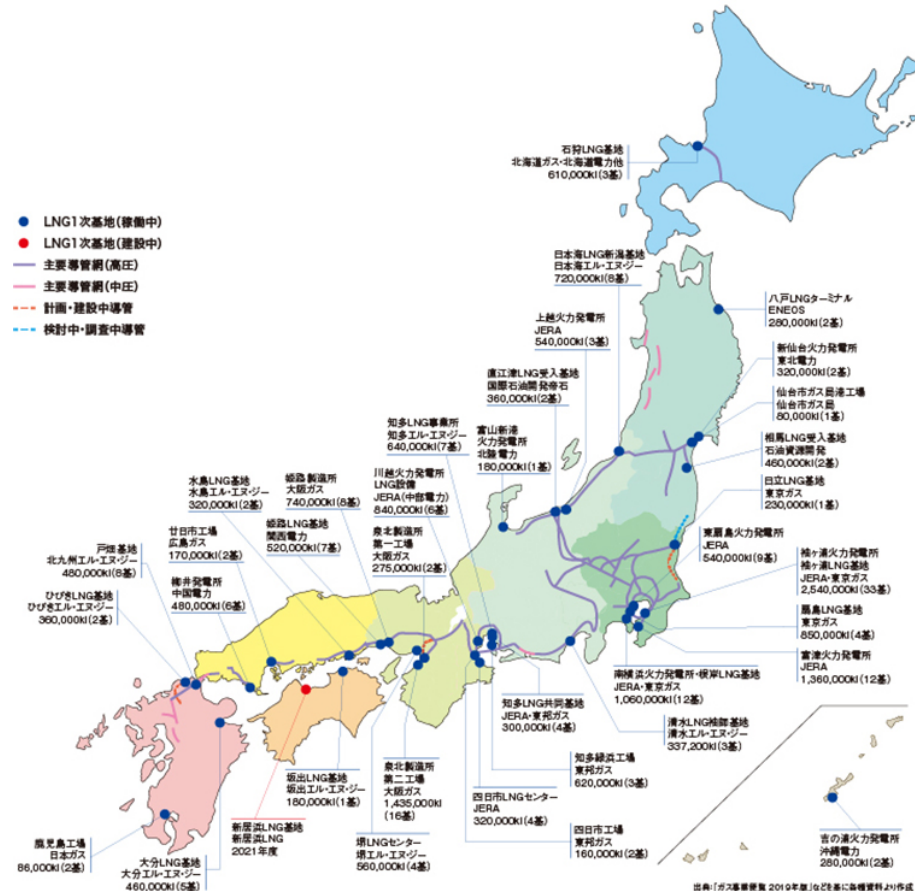 石狩LNG基地
北海道ガス・北海道電力他
610,000kl(3基)
LNG1次基地(稼働中)
LNG1次基地(建設中)
主要導管網(高圧)
主要導管網(中圧)
計画・建設中導管
検討中・調査中導管
日本海LNG新潟基地
日本海エル・エヌ・ジー
720,000kl(8基)
八戸LNGターミナル
ENEOS
280,000kl(2基)
上越火力発電所
JERA
540,000kl(3基)
新仙台火力発電所
東北電力
320,000kl(2基)
直江津LNG受入基地
国際石油開発帝石
360,000kl(2基)
仙台市ガス局港工場
仙台市ガス局
80,000kl(1基)
知多LNG事業所
知多エル・エヌ・ジー
640,000kl(7基)
富山新港
火力発電所
北陸電力
180,000kl(1基)
相馬LNG受入基地
石油資源開発
460,000kl(2基)
川越火力発電所
LNG設備
JERA(中部電力)
840,000kl(6基)
日立LNG基地
東京ガス
230,000kl(1基)
水島LNG基地
水島エル・エヌ・ジー
320,000kl(2基)
姫路製造所
大阪ガス
740,000kl(8基)
泉北製造所
第一工場
大阪ガス
275,000kl(2基)
東扇島火力発電所
JERA
540,000kl(9基)
廿日市工場
広島ガス
170,000kl(2基)
姫路LNG基地
関西電力
520,000kl(7基)
袖ヶ浦火力発電所
袖ヶ浦LNG基地
JERA・東京ガス
2,540,000kl(33基)
戸畑基地
北九州エル・エヌ・ジー
480,000kl(8基)
柳井発電所
中国電力
480,000kl(6基)
ひびきLNG基地
ひびきエル・エヌ・ジー
360,000kl(2基)
扇島LNG基地
東京ガス
850,000kl(4基)
富津火力発電所
JERA
1,360,000kl(12基)
南横浜火力発電所・根岸LNG基地
JERA・東京ガス
1,060,000kl(12基)
知多LNG共同基地
JERA・東邦ガス
300,000kl(4基)
清水LNG袖師基地
清水エル・エヌ・ジー
337,200kl(3基)
知多緑浜工場
東邦ガス
620,000kl(3基)
坂出LNG基地
坂出エル・エヌ・ジー
180,000kl(1基)
泉北製造所
第二工場
大阪ガス
1,435,000kl
(16基)
四日市LNGセンター
JERA
320,000kl(4基)
新居浜LNG基地
新居浜LNG
2021年度
堺LNGセンター
堺エル・エヌ・ジー
560,000kl(4基)
四日市工場
東邦ガス
160,000kl(2基)
鹿児島工場
日本ガス
86,000kl(2基)
大分LNG基地
大分エル・エヌ・ジー
460,000kl(5基)
吉の浦火力発電所
沖縄電力
280,000kl(2基)
出典:「ガス事業便覧 2019年版」などを基に各種資料より作成